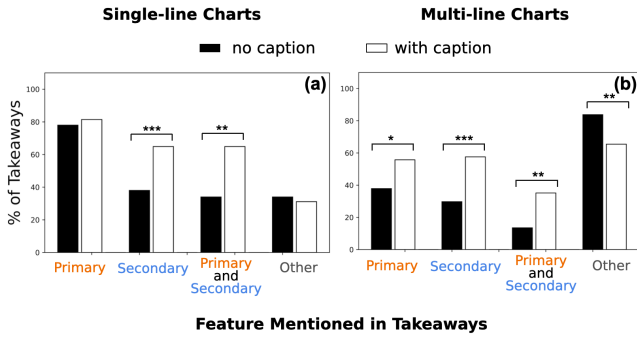 Single-line Charts
Multi-line Charts
no caption
with caption
(a)
(b)
% of Takeaways
100
80
60
40
20
0
***
**
100
80
60
40
20
0
*
***
**
**
Primary
Secondary
Primary
and
Secondary
Other
Primary
Secondary
Primary
and
Secondary
Other
Feature Mentioned in Takeaways